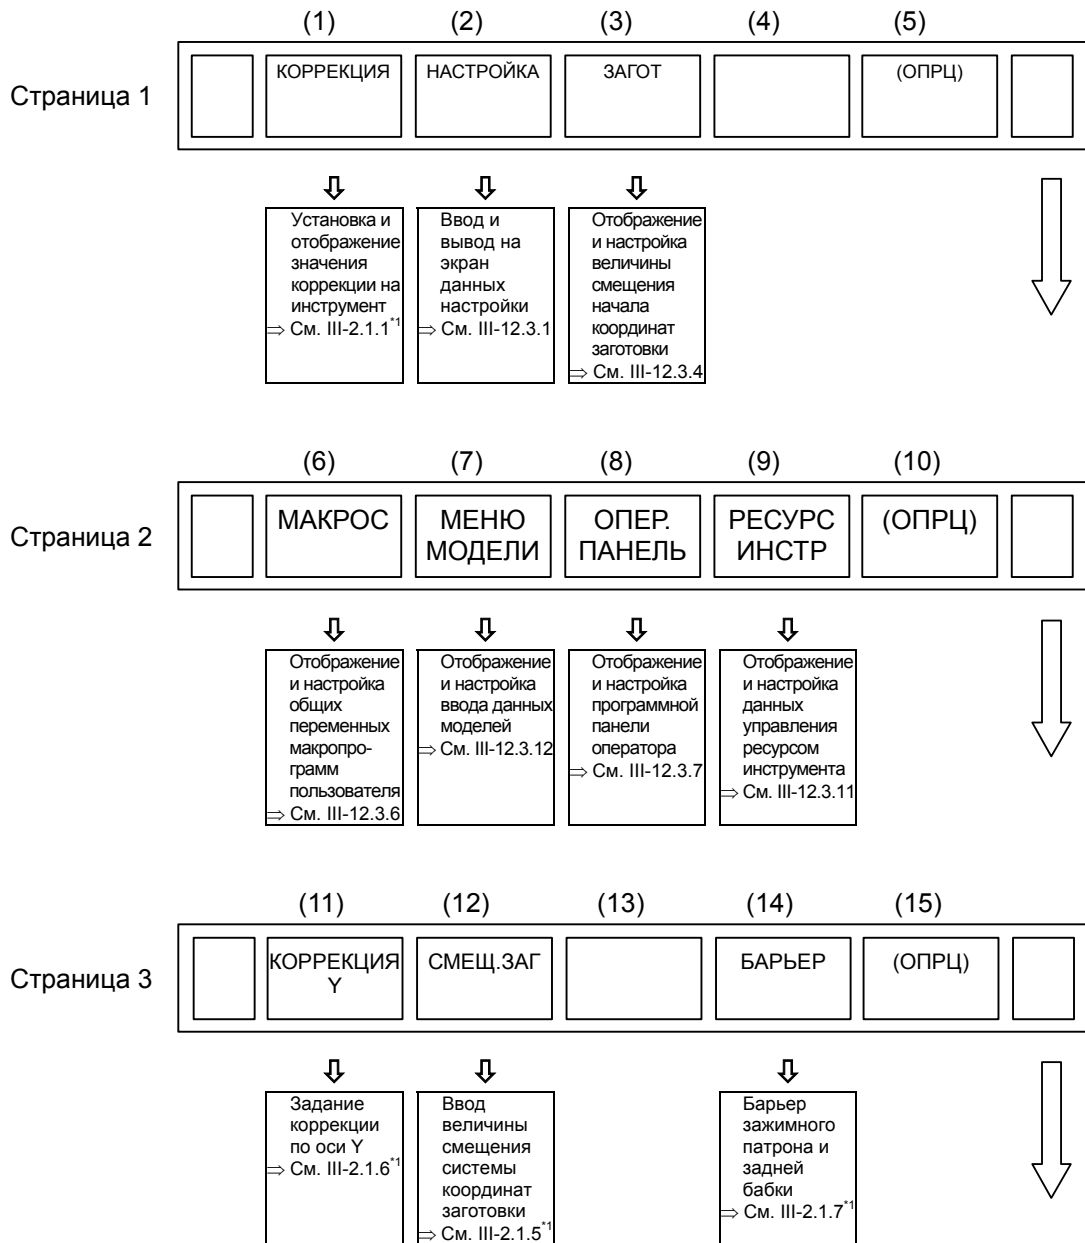 (1) (2) (3) (4) (5)
Страница 1
КОРРЕКЦИЯ
НАСТРОЙКА
ЗАГОТ
(ОПРЦ)
Установка и
отображение
значения
коррекции на
инструмент
⇒ См. III-2.1.1*1
Ввод и
вывод на
экран
данных
настройки
⇒ См. III-12.3.1
Отображение
и настройка
величины
смещения
начала
координат
заготовки
⇒ См. III-12.3.4
(6) (7) (8) (9) (10)
Страница 2
МАКРОС
МЕНЮ
МОДЕЛИ
ОПЕР.
ПАНЕЛЬ
РЕСУРС
ИНСТР
(ОПРЦ)
Отображение
и настройка
общих
переменных
макропро-
грамм
пользователя
⇒ См. III-12.3.6
Отображение
и настройка
ввода данных
моделей
⇒ См. III-12.3.12
Отображение
и настройка
программной
панели
оператора
⇒ См. III-12.3.7
Отображение
и настройка
данных
управления
ресурсом
инструмента
⇒ См. III-12.3.11
(11) (12) (13) (14) (15)
Страница 3
КОРРЕКЦИЯ
Y
СМЕЩ.ЗАГ
БАРЬЕР
(ОПРЦ)
Задание
коррекции
по оси Y
⇒ См. III-2.1.6*1
Ввод
величины
смещения
системы
координат
заготовки
⇒ См. III-2.1.5*1
Барьер
зажимного
патрона и
задней
бабки
⇒ См. III-2.1.7*1